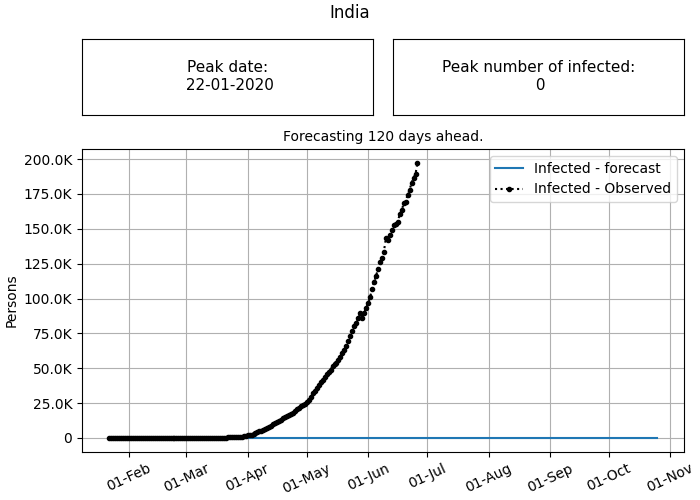 India
Peak date:
22-01-2020
Peak number of infected:
0
Forecasting 120 days ahead.
200.0K
175.0K
150.0K
125.0K
100.0K
75.0K
50.0K
25.0K
0
Persons
Infected - forecast
Infected - Observed
01-Feb
01-Mar
01-Apr
01-May
01-Jun
01-Jul
01-Aug
01-Sep
01-Oct
01-Nov